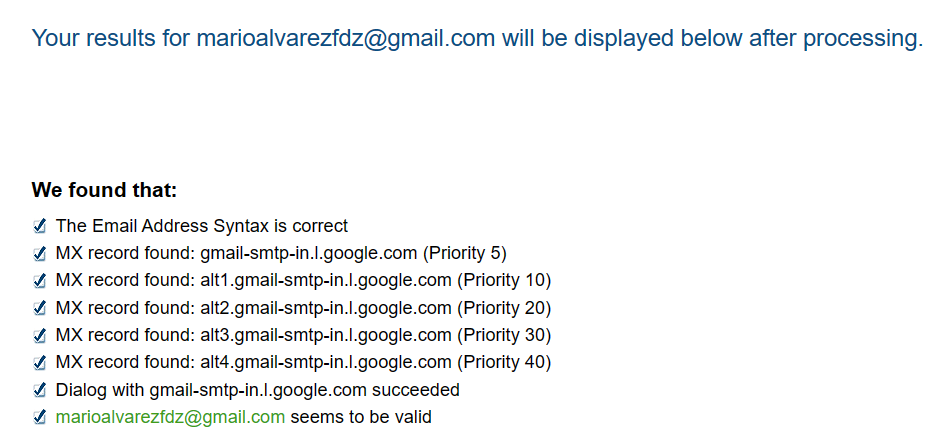 Your results for marioalvarezfdz@gmail.com will be displayed below after processing.
We found that:
The Email Address Syntax is correct
MX record found: gmail-smtp-in.l.google.com (Priority 5)
MX record found: alt1.gmail-smtp-in.l.google.com (Priority 10)
MX record found: alt2.gmail-smtp-in.l.google.com (Priority 20)
MX record found: alt3.gmail-smtp-in.l.google.com (Priority 30)
MX record found: alt4.gmail-smtp-in.l.google.com (Priority 40)
Dialog with gmail-smtp-in.l.google.com succeeded
marioalvarezfdz@gmail.com seems to be valid